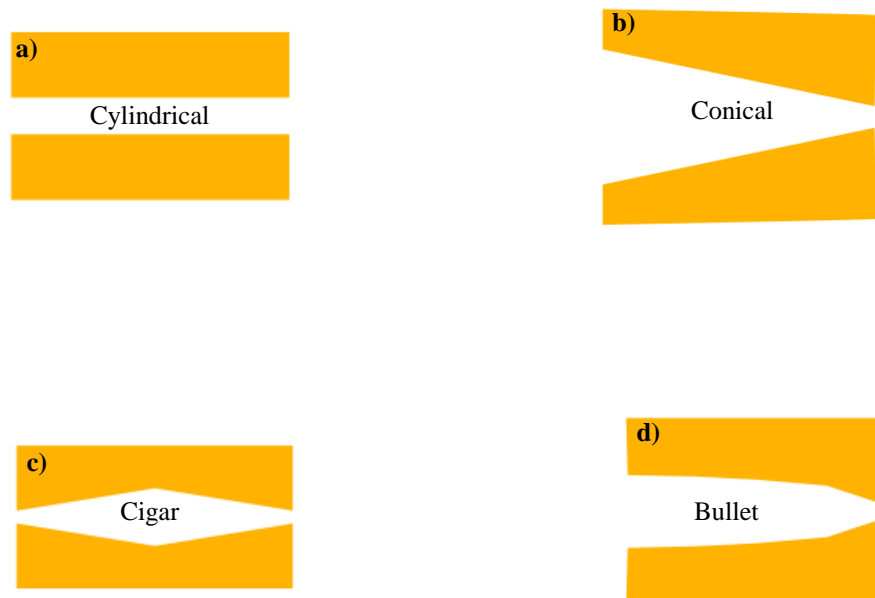 a)
Cylindrical
b)
Conical
c)
Cigar
d)
Bullet